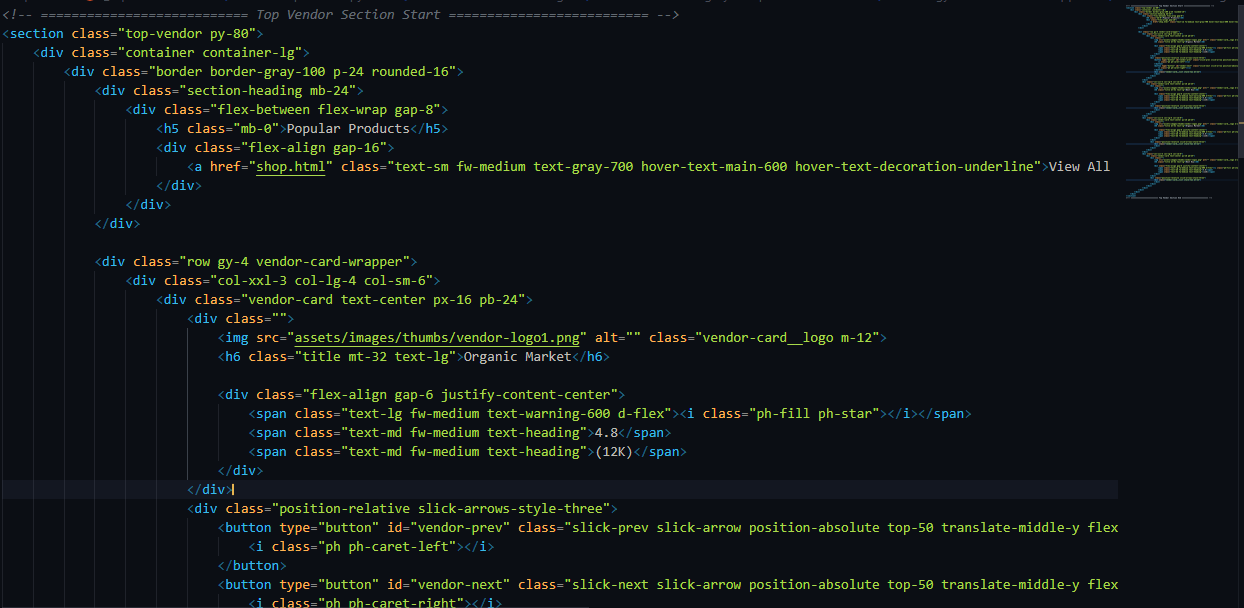 <!-- =========================== Top Vendor Section Start ========================== -->
<section class="top-vendor py-80">
<div class="container container-lg">
<div class="border border-gray-100 p-24 rounded-16">
<div class="section-heading mb-24">
<div class="flex-between flex-wrap gap-8">
<h5 class="mb-0">Popular Products</h5>
<div class="flex-align gap-16">
<a href="shop.html" class="text-sm fw-medium text-gray-700 hover-text-main-600 hover-text-decoration-underline">View All
</div>
</div>
</div>
<div class="row gy-4 vendor-card-wrapper">
<div class="col-xxl-3 col-lg-4 col-sm-6">
<div class="vendor-card text-center px-16 pb-24">
<div class="">
<img src="assets/images/thumbs/vendor-logo1.png" alt="" class="vendor-card__logo m-12">
<h6 class="title mt-32 text-lg">Organic Market</h6>
<div class="flex-align gap-6 justify-content-center">
<span class="text-lg fw-medium text-warning-600 d-flex"><i class="ph-fill ph-star"></i></span>
<span class="text-md fw-medium text-heading">4.8</span>
<span class="text-md fw-medium text-heading">(12K)</span>
</div>
</div>
<div class="position-relative slick-arrows-style-three">
<button type="button" id="vendor-prev" class="slick-prev slick-arrow position-absolute top-50 translate-middle-y flex
<i class="ph ph-caret-left"></i>
</button>
<button type="button" id="vendor-next" class="slick-next slick-arrow position-absolute top-50 translate-middle-y flex
<i class="ph ph-caret-right"></i>